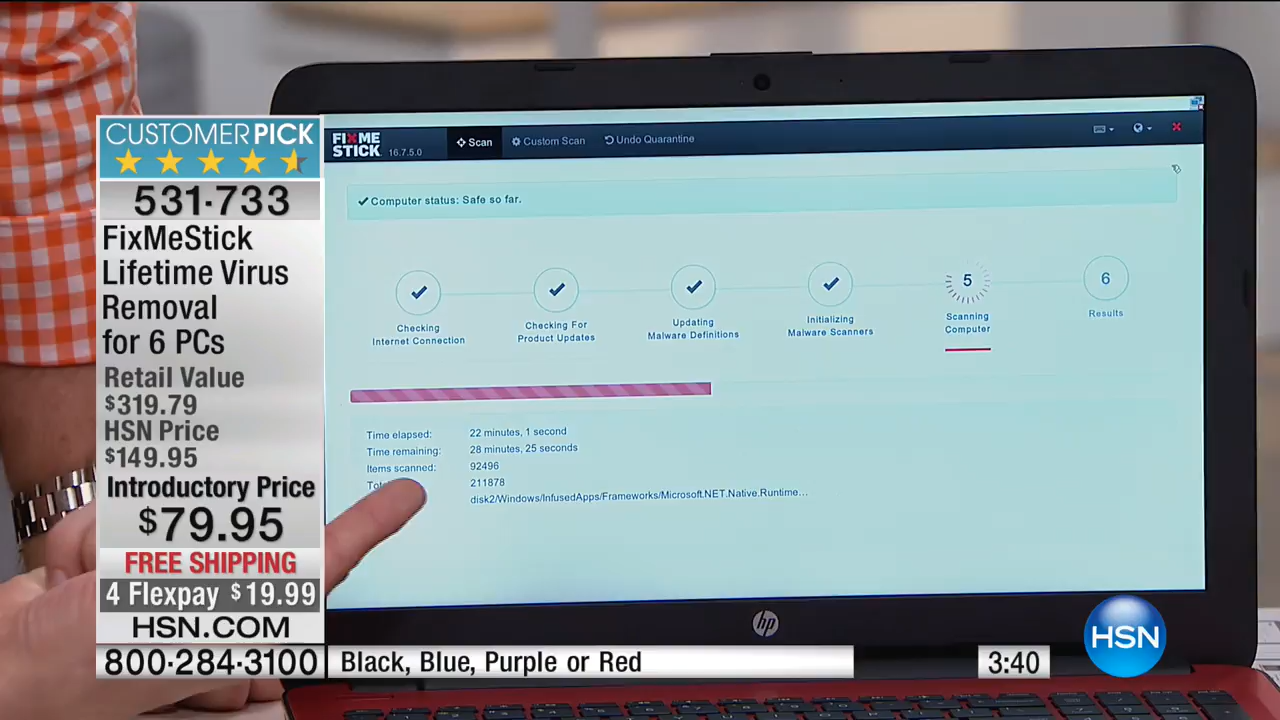 CUSTOMER PICK
531·733
FixMeStick
Lifetime Virus
Removal
for 6 PCs
Retail Value
$319.79
HSN Price
$149.95
Introductory Price
$79.95
FREE SHIPPING
4 Flexpay $19.99
HSN.COM
800·284·3100
Black, Blue, Purple or Red
3:40
HSN
FIXME
STICK 16.7.5.0
Scan
Custom Scan
Undo Quarantine
Computer status: Safe so far.
Checking
Internet Connection
Checking For
Product Updates
Updating
Malware Definitions
Initializing
Malware Scanners
5
Scanning
Computer
6
Results
Time elapsed: 22 minutes, 1 second
Time remaining: 28 minutes, 25 seconds
Items scanned: 92496
211878
disk2/Windows/InfusedApps/Frameworks/Microsoft.NET.Native.Runtime...
hp